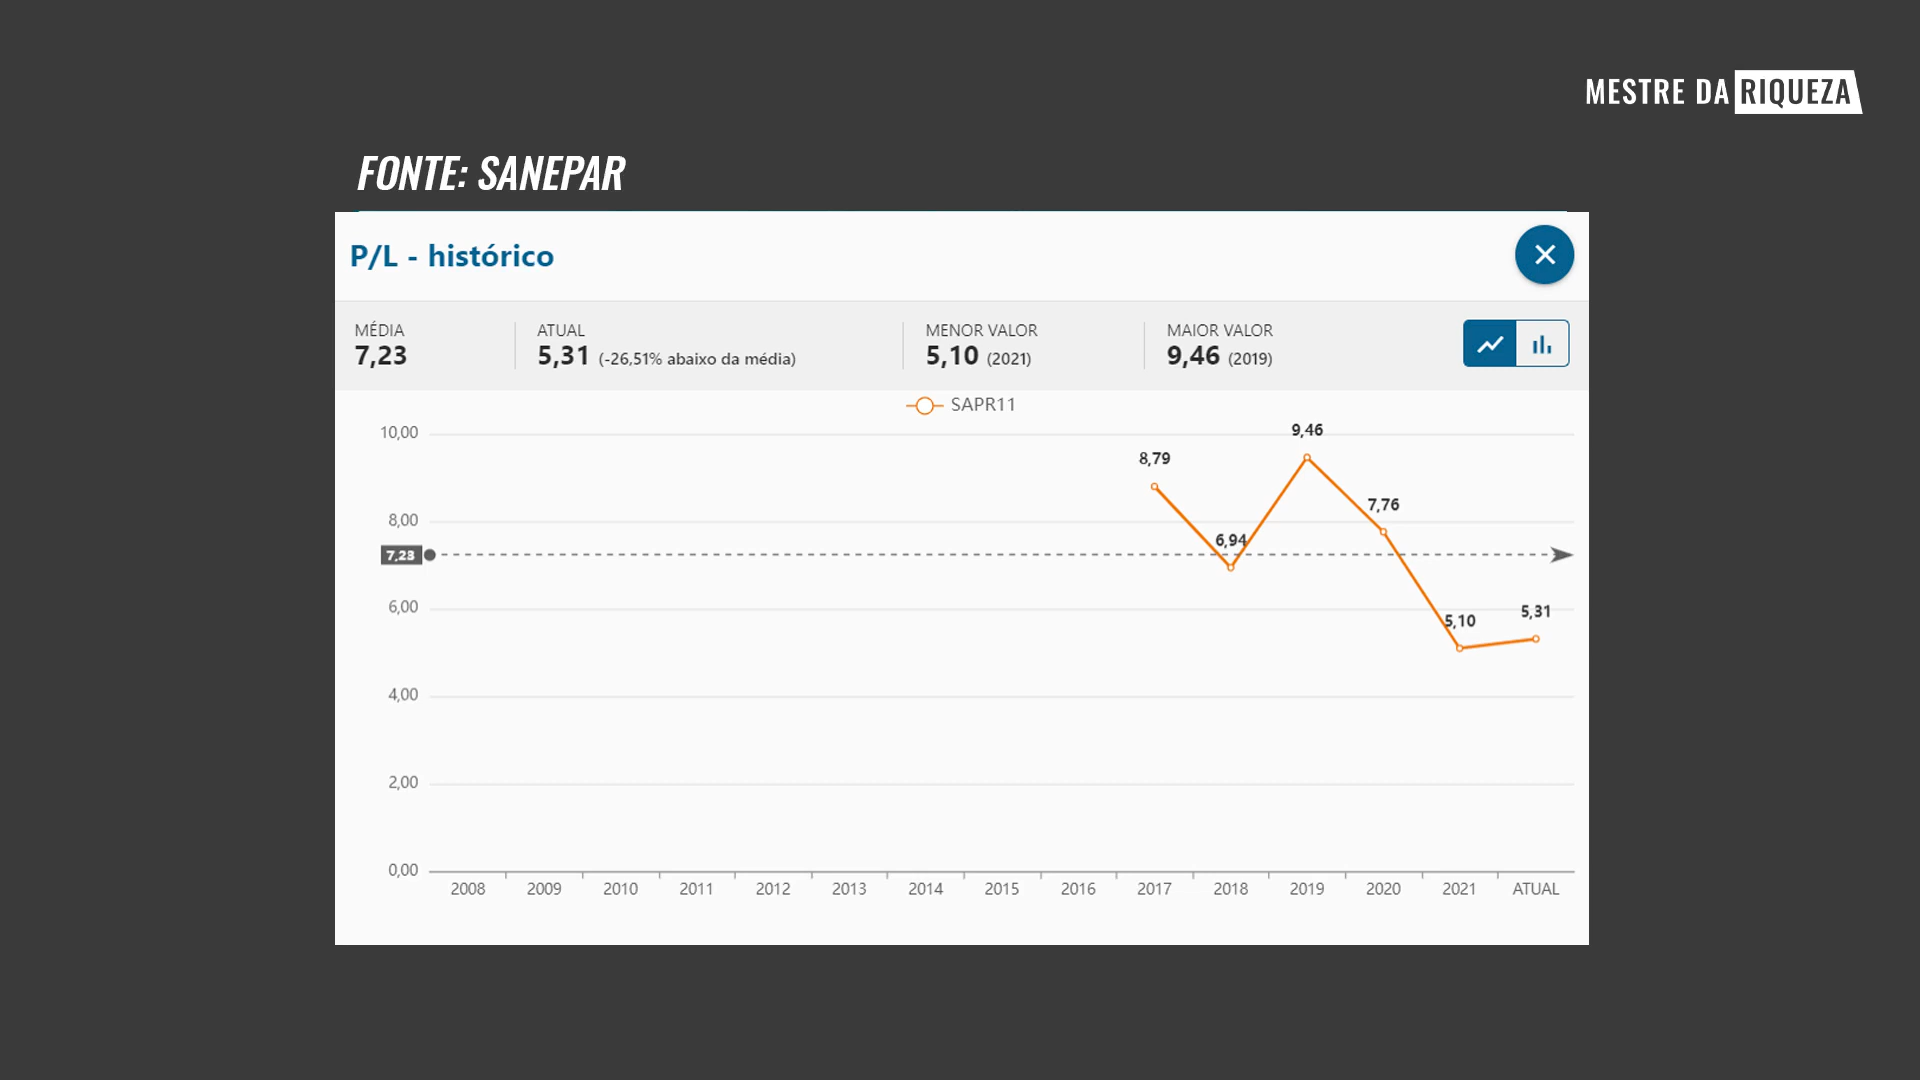 MESTRE DA RIQUEZA
FONTE: SANEPAR
P/L - histórico
MÉDIA ATUAL MENOR VALOR MAIOR VALOR
7,23 5,31 (-26,51% abaixo da média) 5,10 (2021) 9,46 (2019)
SAPR11
10,00
9,46
8,79
7,76
8,00
6,94
7,23
6,00
5,10
5,31
4,00
2,00
0,00
2008 2009 2010 2011 2012 2013 2014 2015 2016 2017 2018 2019 2020 2021 ATUAL